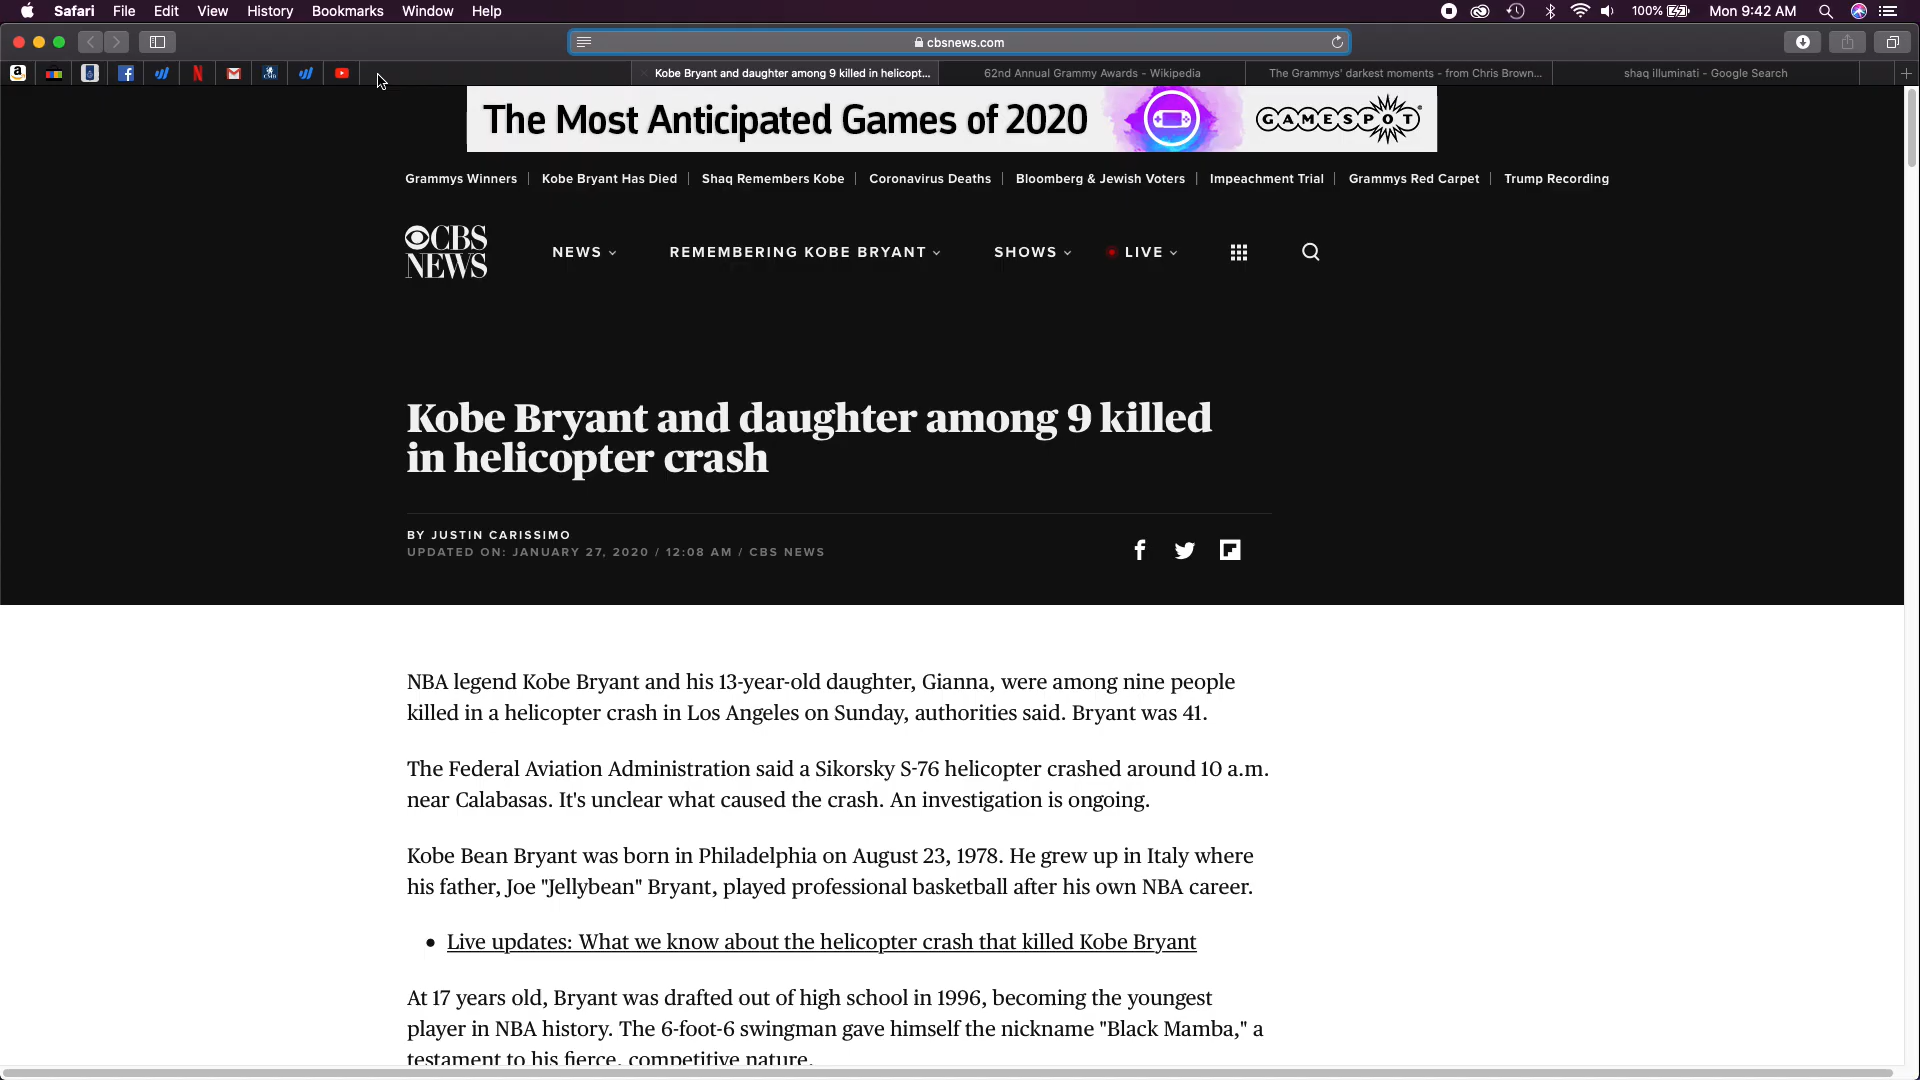 Safari File Edit View History Bookmarks Window Help 100% Mon 9:42 AM
cbsnews.com
Kobe Bryant and daughter among 9 killed in helicopt... 62nd Annual Grammy Awards - Wikipedia The Grammys' darkest moments - from Chris Brown... shaq illuminati - Google Search
The Most Anticipated Games of 2020 GAMESPOT
Grammys Winners Kobe Bryant Has Died Shaq Remembers Kobe Coronavirus Deaths Bloomberg & Jewish Voters Impeachment Trial Grammys Red Carpet Trump Recording
CBS NEWS
NEWS REMEMBERING KOBE BRYANT SHOWS LIVE
Kobe Bryant and daughter among 9 killed
in helicopter crash
BY JUSTIN CARISSIMO
UPDATED ON: JANUARY 27, 2020 / 12:08 AM / CBS NEWS
NBA legend Kobe Bryant and his 13-year-old daughter, Gianna, were among nine people
killed in a helicopter crash in Los Angeles on Sunday, authorities said. Bryant was 41.
The Federal Aviation Administration said a Sikorsky S-76 helicopter crashed around 10 a.m.
near Calabasas. It's unclear what caused the crash. An investigation is ongoing.
Kobe Bean Bryant was born in Philadelphia on August 23, 1978. He grew up in Italy where
his father, Joe "Jellybean" Bryant, played professional basketball after his own NBA career.
Live updates: What we know about the helicopter crash that killed Kobe Bryant
At 17 years old, Bryant was drafted out of high school in 1996, becoming the youngest
player in NBA history. The 6-foot-6 swingman gave himself the nickname "Black Mamba," a
testament to his fierce, competitive nature.